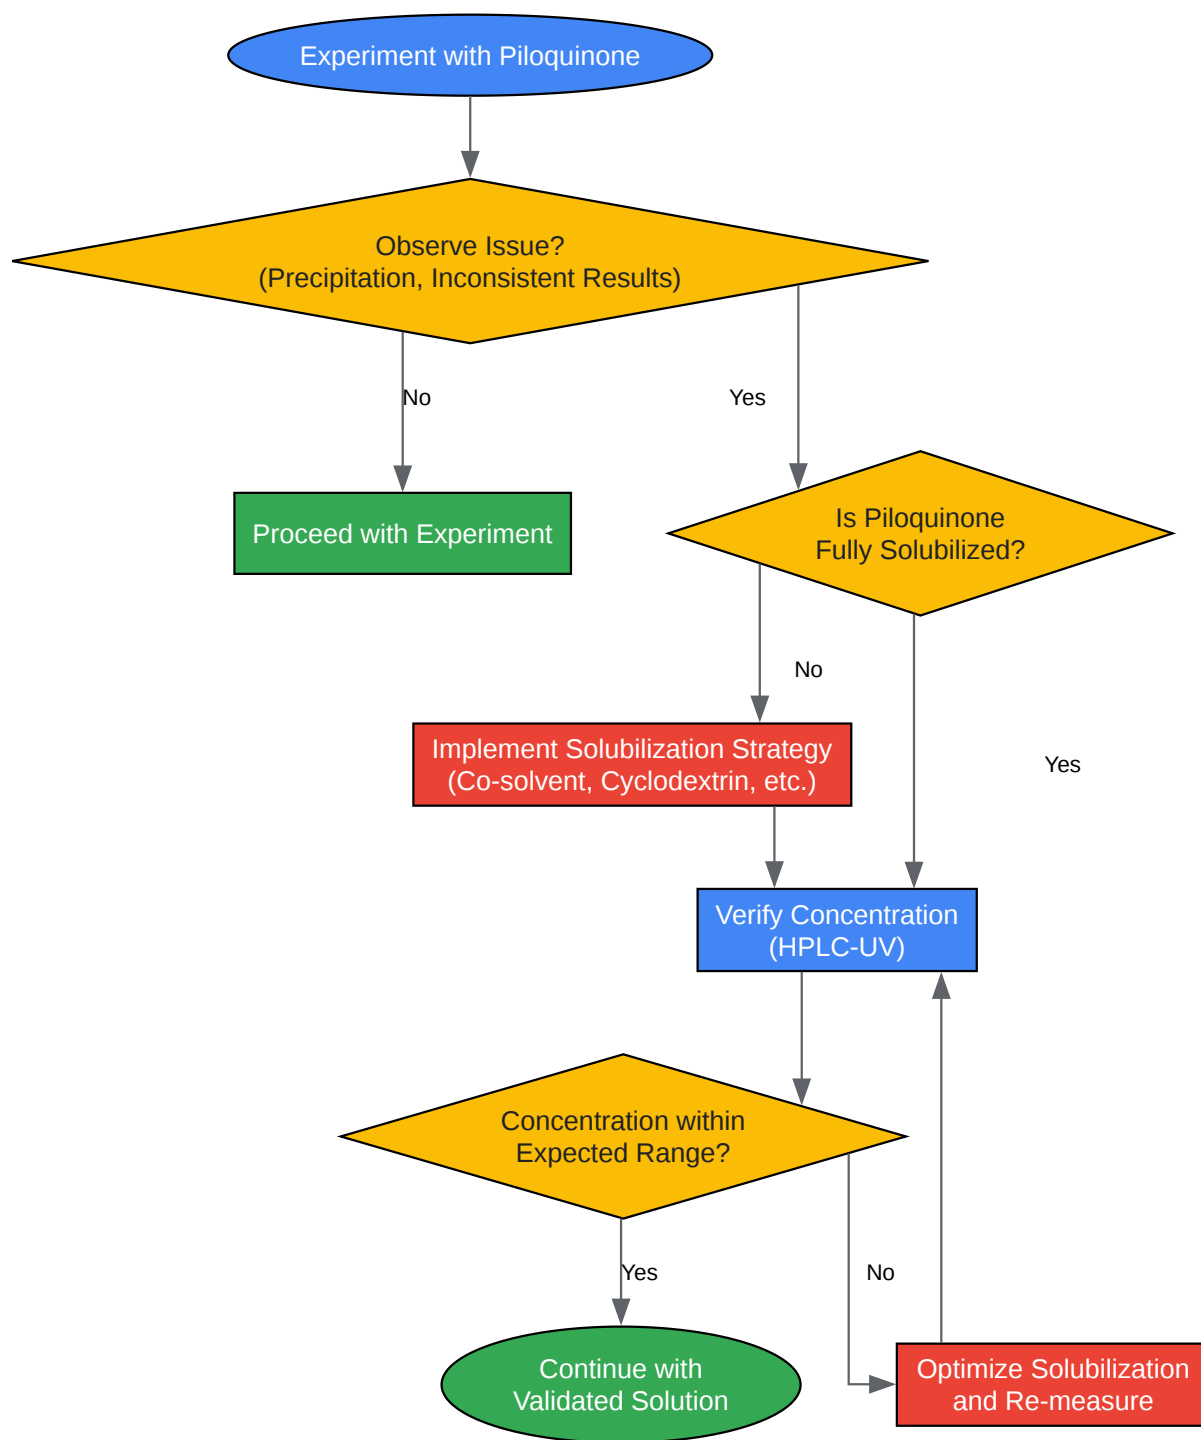 Experiment with Piloquinone
Observe Issue?
(Precipitation, Inconsistent Results)
No
Yes
Proceed with Experiment
Is Piloquinone
Fully Solubilized?
No
Implement Solubilization Strategy
(Co-solvent, Cyclodextrin, etc.)
Yes
Verify Concentration
(HPLC-UV)
Concentration within
Expected Range?
Yes
No
Continue with
Validated Solution
Optimize Solubilization
and Re-measure